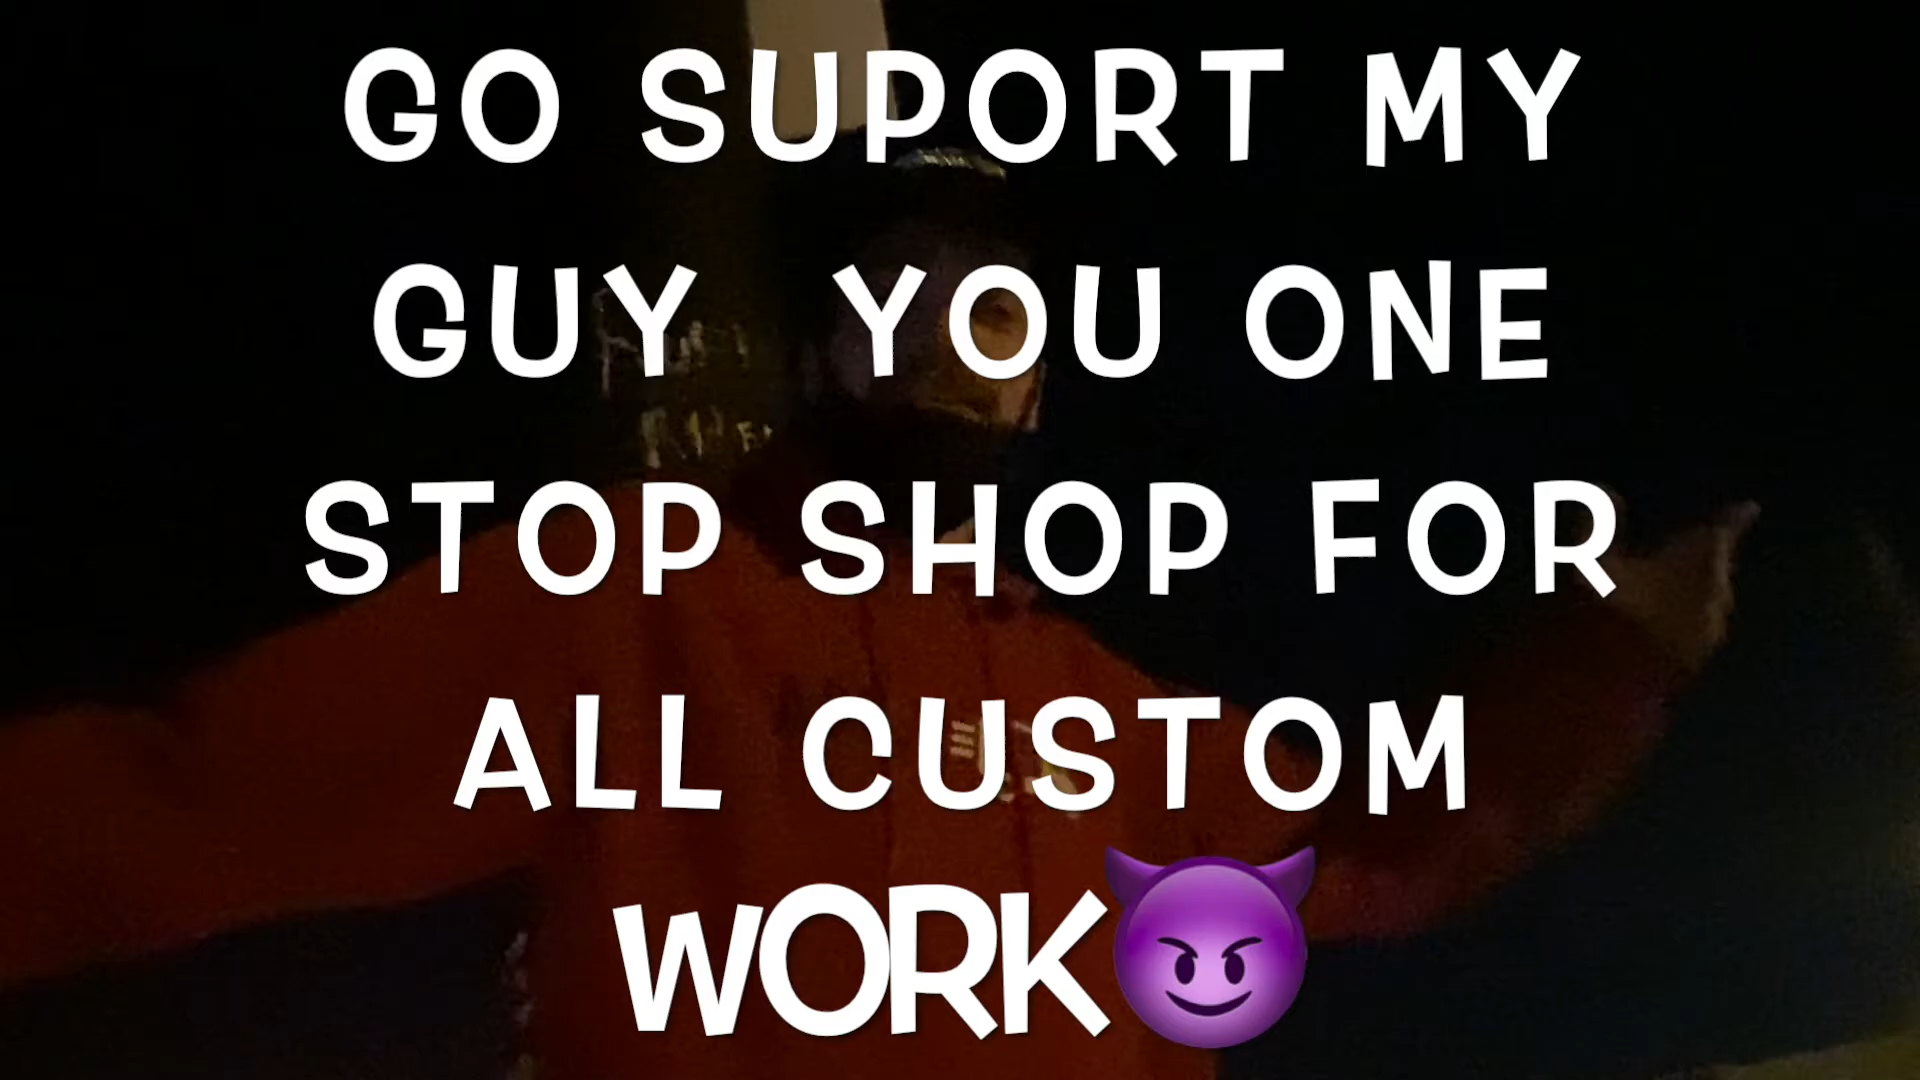 GO SUPORT MY
GUY YOU ONE
STOP SHOP FOR
ALL CUSTOM
WORK😈